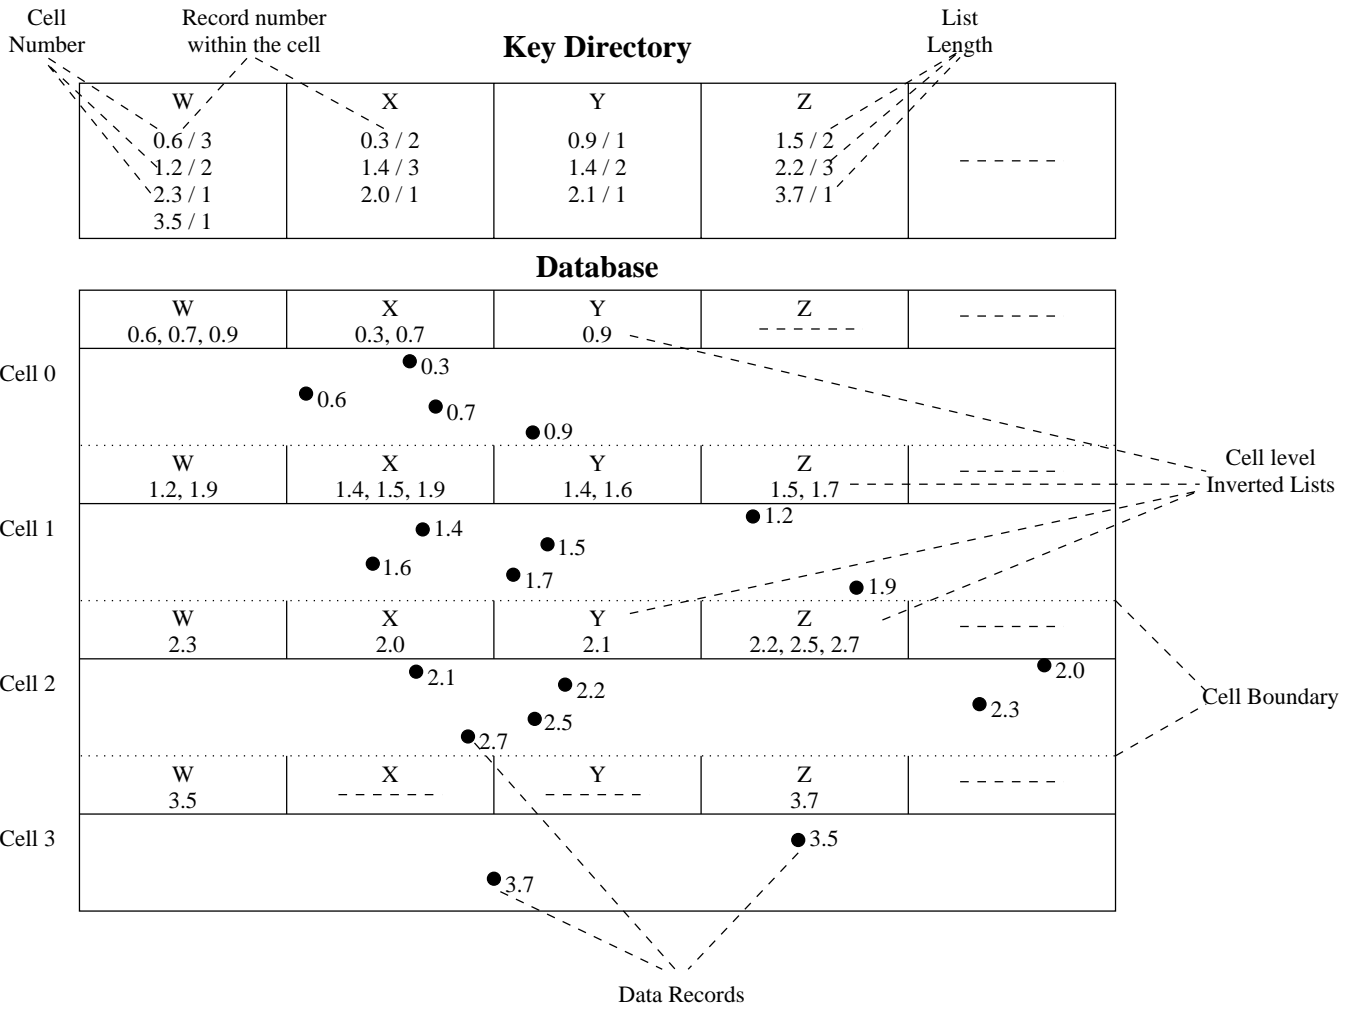 Cell
Number
Record number
within the cell
Key Directory
List
Length
W
0.6 / 3
1.2 / 2
2.3 / 1
3.5 / 1
X
0.3 / 2
1.4 / 3
2.0 / 1
Y
0.9 / 1
1.4 / 2
2.1 / 1
Z
1.5 / 2
2.2 / 3
3.7 / 1
Database
W
0.6, 0.7, 0.9
X
0.3, 0.7
Y
0.9
Z
Cell 0
0.3
0.6
0.7
0.9
W
1.2, 1.9
X
1.4, 1.5, 1.9
Y
1.4, 1.6
Z
1.5, 1.7
Cell level
Inverted Lists
Cell 1
1.2
1.4
1.5
1.6
1.7
1.9
W
2.3
X
2.0
Y
2.1
Z
2.2, 2.5, 2.7
Cell 2
2.0
2.1
2.2
2.3
2.5
2.7
Cell Boundary
W
3.5
X
Y
Z
3.7
Cell 3
3.5
3.7
Data Records